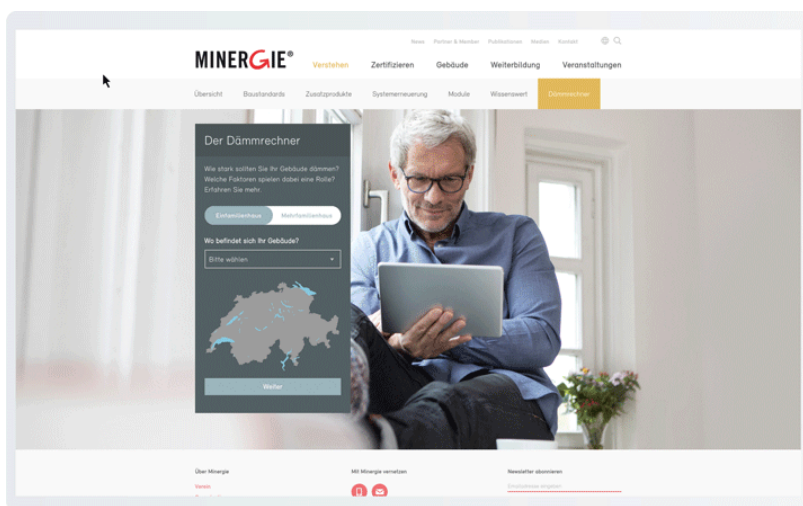 News Partner & Member Publikationen Medien Kontakt
MINERGIE®
Verstehen Zertifizieren Gebäude Weiterbildung Veranstaltungen
Übersicht Baustandards Zusatzprodukte Systemerneuerung Module Wissenswert Dämmrechner
Der Dämmrechner
Wie stark sollten Sie Ihr Gebäude dämmen?
Welche Faktoren spielen dabei eine Rolle?
Erfahren Sie mehr.
Einfamilienhaus Mehrfamilienhaus
Wo befindet sich Ihr Gebäude?
Bitte wählen
Weiter
Über Minergie Mit Minergie vernetzen Newsletter abonnieren
Verein